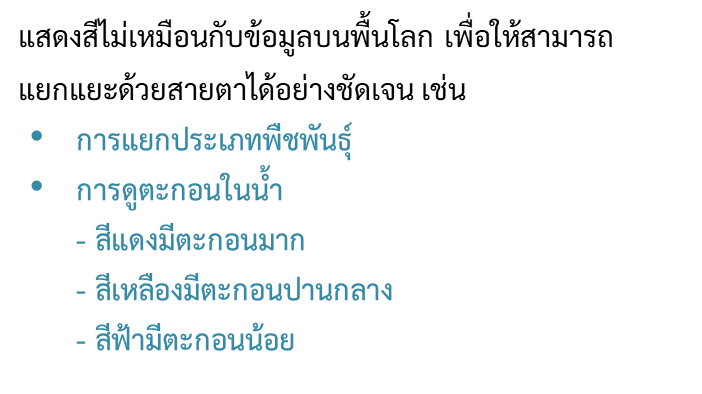 แสดงสีไม่เหมือนกับข้อมูลบนพื้นโลก เพื่อให้สามารถ
แยกแยะด้วยสายตาได้อย่างชัดเจน เช่น
• การแยกประเภทพืชพันธุ์
• การดูตะกอนในน้ำ
- สีแดงมีตะกอนมาก
- สีเหลืองมีตะกอนปานกลาง
- สีฟ้ามีตะกอนน้อย